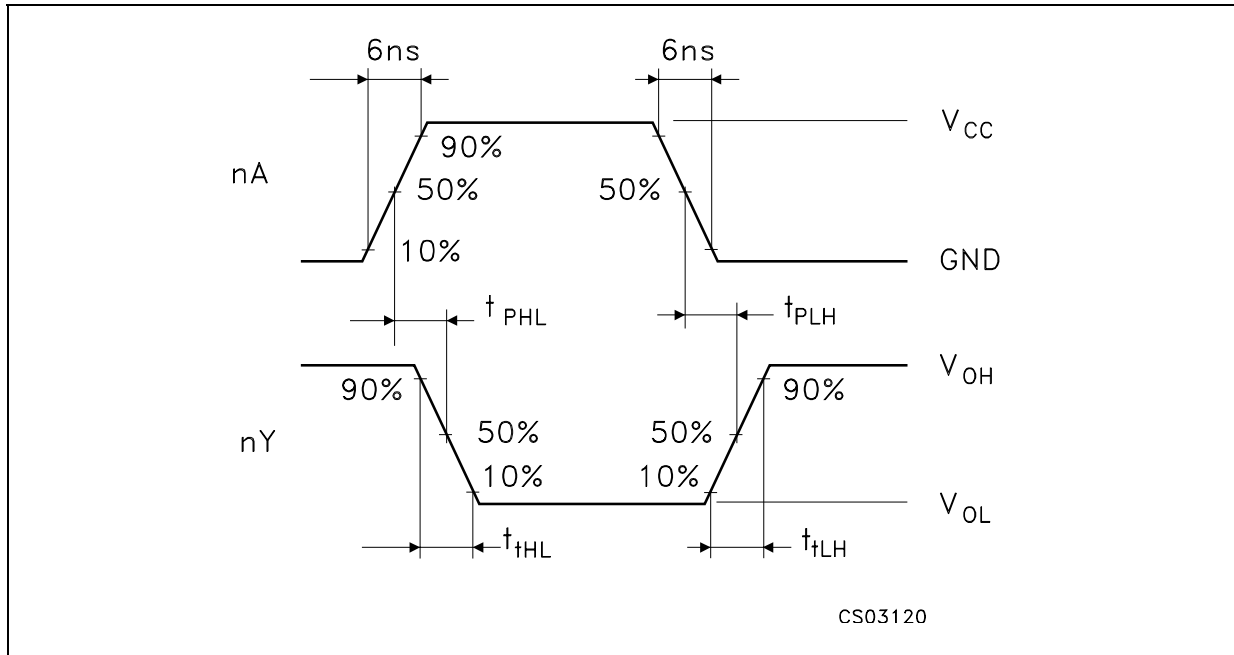 6ns 6ns
V_CC
90%
nA
50% 50%
10%
GND
t_PHL t_PLH
V_OH
90% 90%
nY
50% 50%
10% 10%
V_OL
t_tHL t_tLH
CS03120